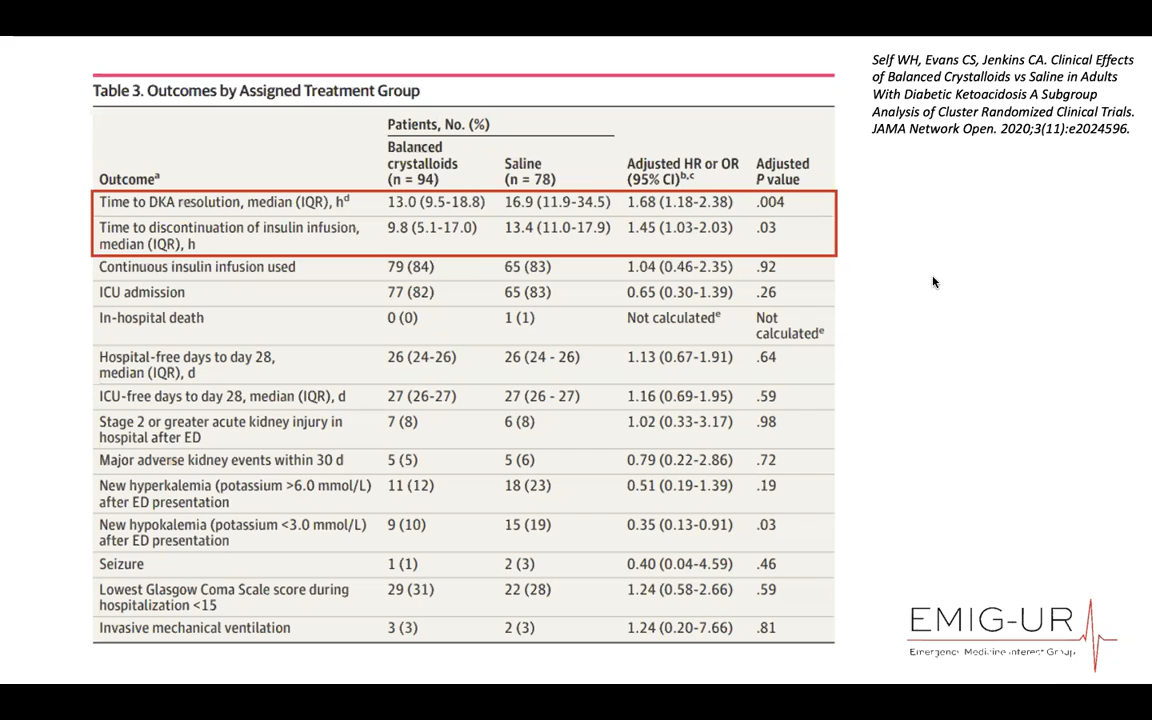 Self WH, Evans CS, Jenkins CA. Clinical Effects
of Balanced Crystalloids vs Saline in Adults
With Diabetic Ketoacidosis A Subgroup
Analysis of Cluster Randomized Clinical Trials.
JAMA Network Open. 2020;3(11):e2024596.
Table 3. Outcomes by Assigned Treatment Group
Patients, No. (%)
Outcomeᵃ Balanced crystalloids (n = 94) Saline (n = 78) Adjusted HR or OR (95% CI)ᵇ,ᶜ Adjusted P value
Time to DKA resolution, median (IQR), hᵈ 13.0 (9.5-18.8) 16.9 (11.9-34.5) 1.68 (1.18-2.38) .004
Time to discontinuation of insulin infusion, 9.8 (5.1-17.0) 13.4 (11.0-17.9) 1.45 (1.03-2.03) .03
median (IQR), h
Continuous insulin infusion used 79 (84) 65 (83) 1.04 (0.46-2.35) .92
ICU admission 77 (82) 65 (83) 0.65 (0.30-1.39) .26
In-hospital death 0 (0) 1 (1) Not calculatedᵉ Not
calculatedᵉ
Hospital-free days to day 28, 26 (24-26) 26 (24 - 26) 1.13 (0.67-1.91) .64
median (IQR), d
ICU-free days to day 28, median (IQR), d 27 (26-27) 27 (26 - 27) 1.16 (0.69-1.95) .59
Stage 2 or greater acute kidney injury in 7 (8) 6 (8) 1.02 (0.33-3.17) .98
hospital after ED
Major adverse kidney events within 30 d 5 (5) 5 (6) 0.79 (0.22-2.86) .72
New hyperkalemia (potassium >6.0 mmol/L) 11 (12) 18 (23) 0.51 (0.19-1.39) .19
after ED presentation
New hypokalemia (potassium <3.0 mmol/L) 9 (10) 15 (19) 0.35 (0.13-0.91) .03
after ED presentation
Seizure 1 (1) 2 (3) 0.40 (0.04-4.59) .46
Lowest Glasgow Coma Scale score during 29 (31) 22 (28) 1.24 (0.58-2.66) .59
hospitalization <15
Invasive mechanical ventilation 3 (3) 2 (3) 1.24 (0.20-7.66) .81
EMIG-UR
Emergency Medicine Interest Group